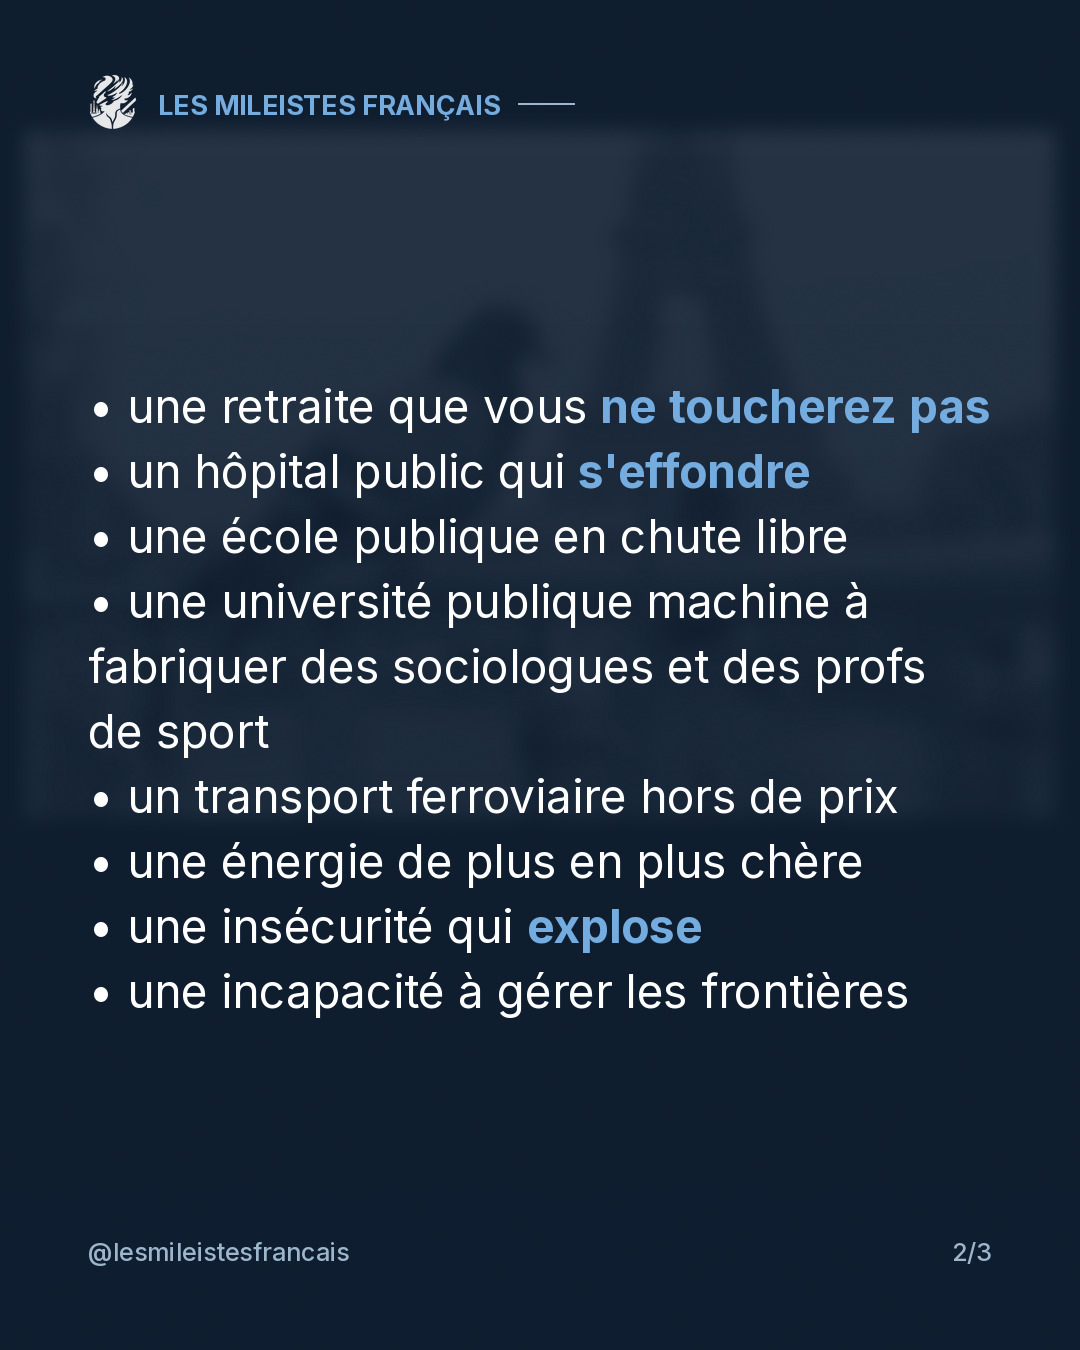 LES MILEISTES FRANÇAIS
• une retraite que vous ne toucherez pas
• un hôpital public qui s'effondre
• une école publique en chute libre
• une université publique machine à
fabriquer des sociologues et des profs
de sport
• un transport ferroviaire hors de prix
• une énergie de plus en plus chère
• une insécurité qui explose
• une incapacité à gérer les frontières
@lesmileistesfrancais
2/3